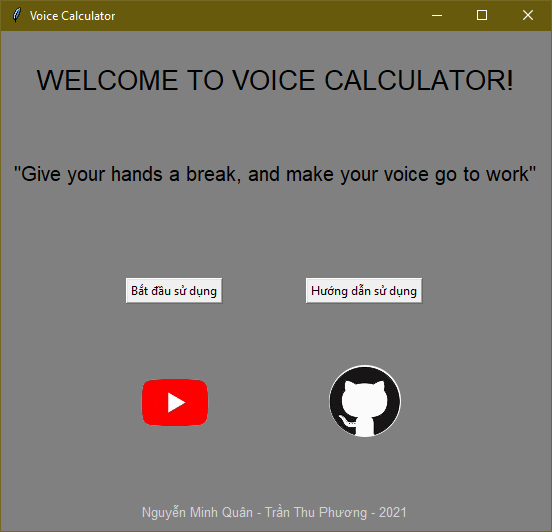 Voice Calculator
WELCOME TO VOICE CALCULATOR!
"Give your hands a break, and make your voice go to work"
Bắt đầu sử dụng
Hướng dẫn sử dụng
Nguyễn Minh Quân - Trần Thu Phương - 2021